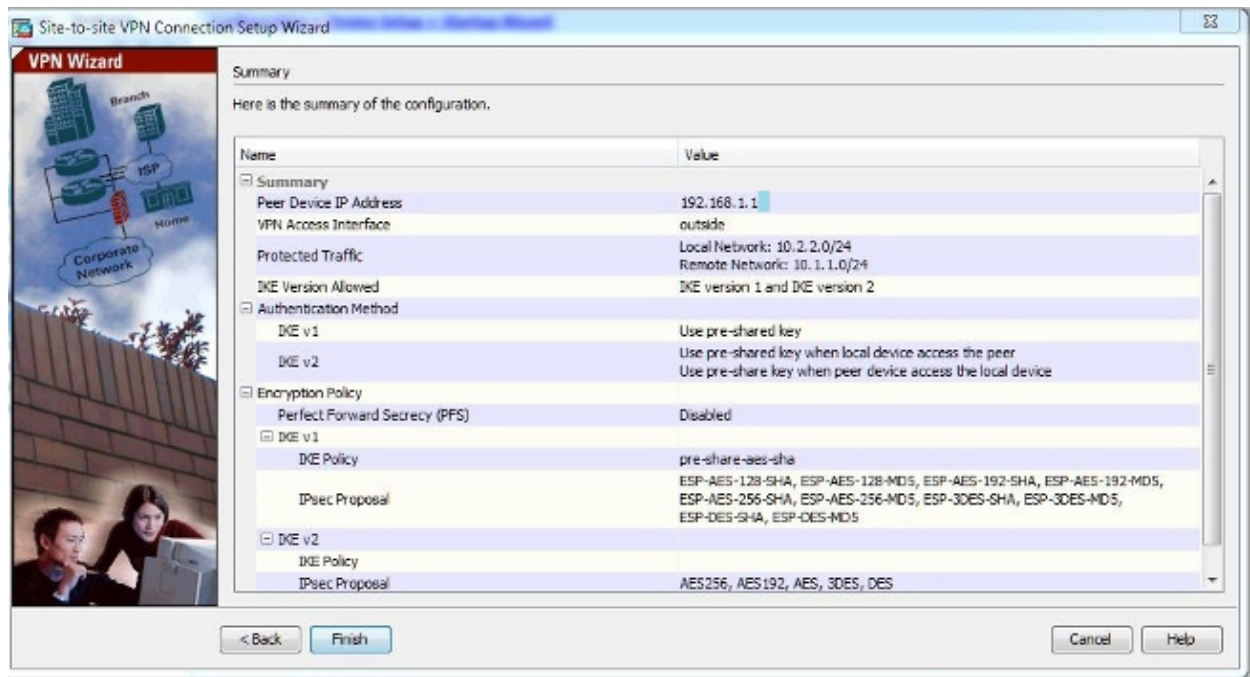 Site-to-site VPN Connection Setup Wizard
VPN Wizard
Branch
ISP
Home
Corporate
Network
Summary
Here is the summary of the configuration.
Name Value
Summary
Peer Device IP Address 192.168.1.1
VPN Access Interface outside
Protected Traffic Local Network: 10.2.2.0/24
Remote Network: 10.1.1.0/24
IKE Version Allowed IKE version 1 and IKE version 2
Authentication Method
IKE v1 Use pre-shared key
IKE v2 Use pre-shared key when local device access the peer
Use pre-share key when peer device access the local device
Encryption Policy
Perfect Forward Secrecy (PFS) Disabled
IKE v1
IKE Policy pre-share-aes-sha
IPsec Proposal ESP-AES-128-SHA, ESP-AES-128-MD5, ESP-AES-192-SHA, ESP-AES-192-MD5,
ESP-AES-256-SHA, ESP-AES-256-MD5, ESP-3DES-SHA, ESP-3DES-MD5,
ESP-DES-SHA, ESP-DES-MD5
IKE v2
IKE Policy
IPsec Proposal AES256, AES192, AES, 3DES, DES
< Back Finish Cancel Help